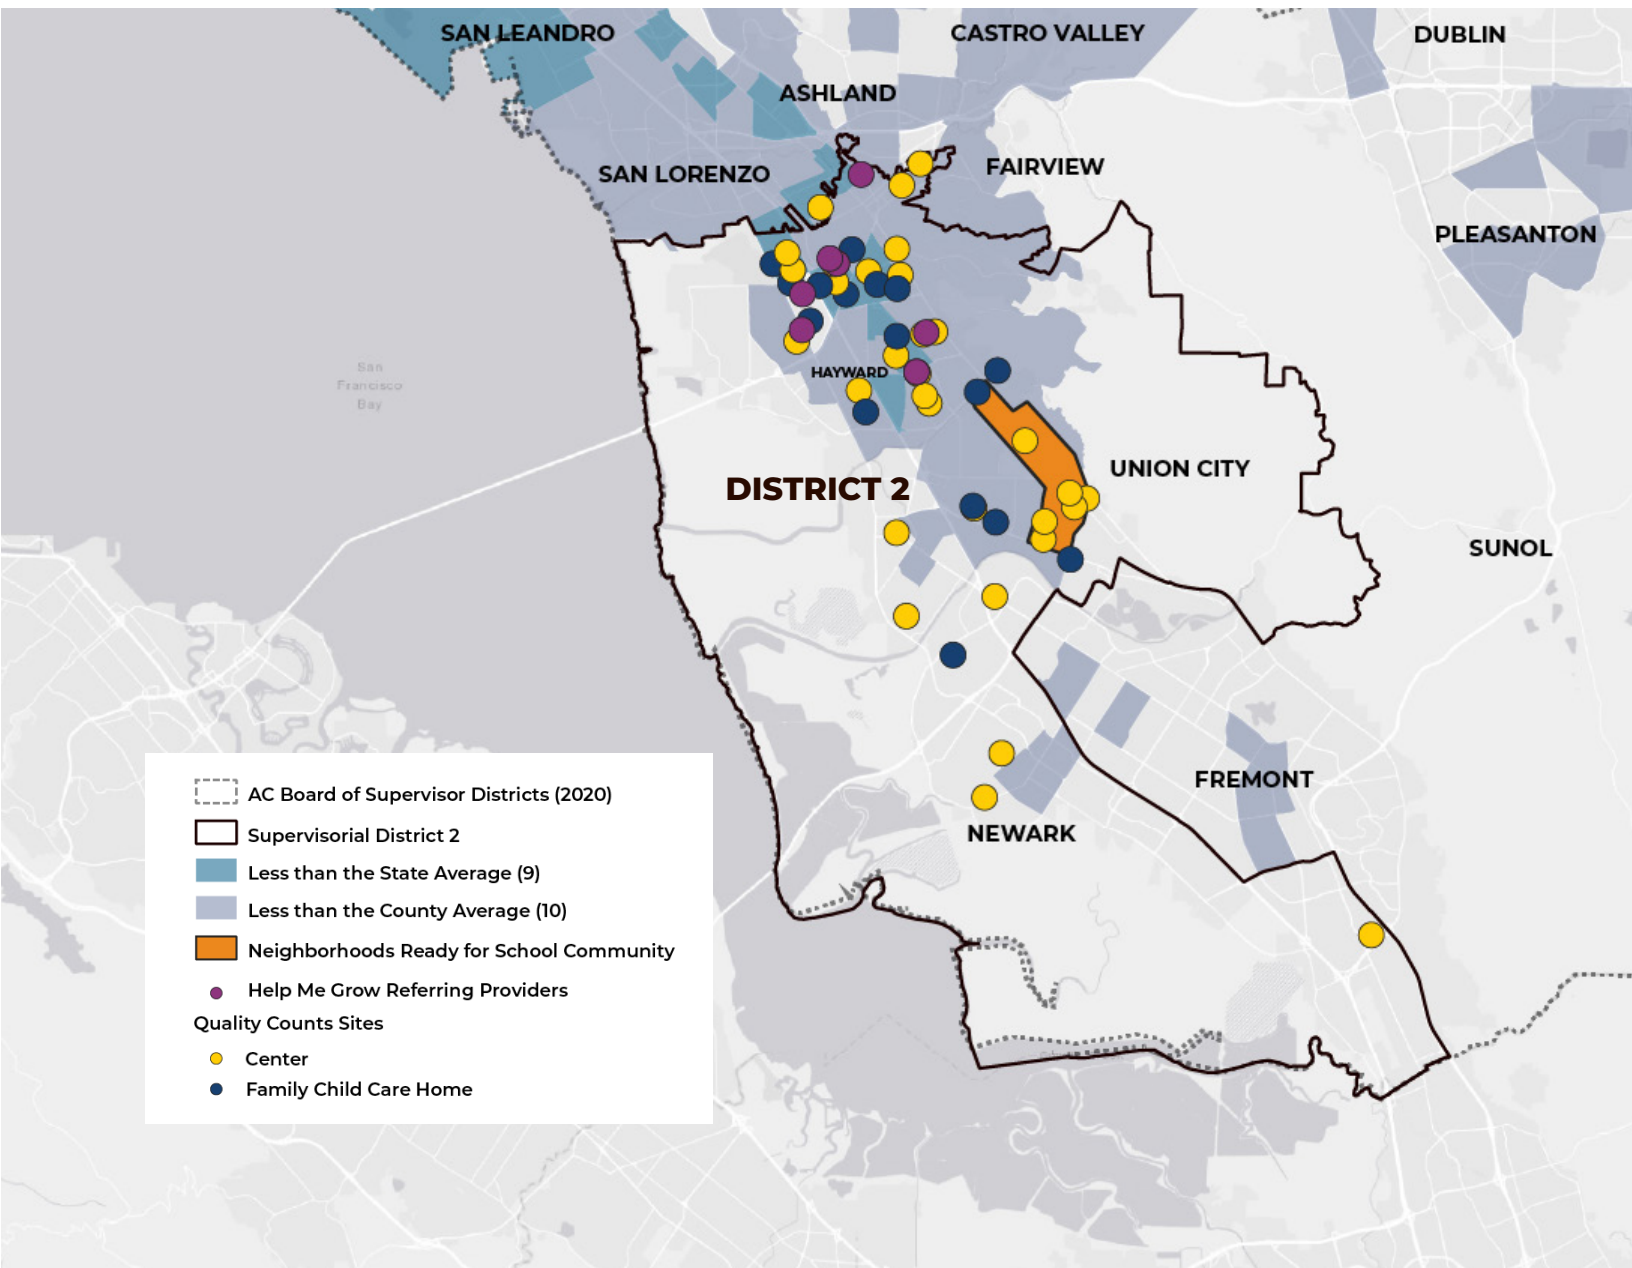 SAN LEANDRO
CASTRO VALLEY
DUBLIN
ASHLAND
SAN LORENZO
FAIRVIEW
PLEASANTON
San
Francisco
Bay
HAYWARD
UNION CITY
DISTRICT 2
SUNOL
FREMONT
NEWARK
AC Board of Supervisor Districts (2020)
Supervisorial District 2
Less than the State Average (9)
Less than the County Average (10)
Neighborhoods Ready for School Community
Help Me Grow Referring Providers
Quality Counts Sites
Center
Family Child Care Home